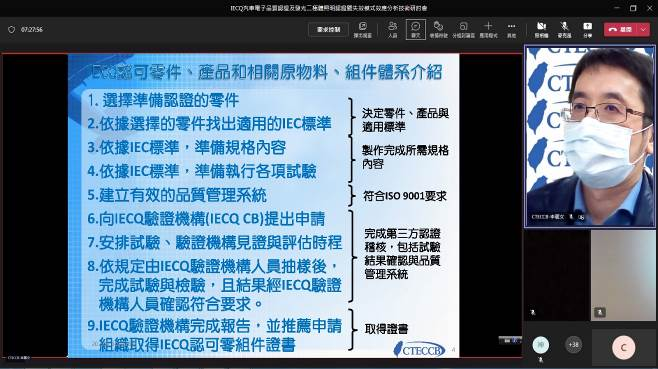 IECQ汽車電子品質認證及發光二極體照明認證暨失效模式效應分析技術研討會
07:27:56
要求控制
人員
聊天
應用程式
其他
照相機
麥克風
分享
離開
IECQ認可零件、產品和相關原物料、組件體系介紹
1. 選擇準備認證的零件
2.依據選擇的零件找出適用的IEC標準
決定零件、產品與
適用標準
3.依據IEC標準，準備規格內容
4.依據IEC標準，準備執行各項試驗
製作完成所需規格
內容
5.建立有效的品質管理系統
符合ISO 9001要求
6.向IECQ驗證機構(IECQ CB)提出申請
7.安排試驗、驗證機構見證與評估時程
8.依規定由IECQ驗證機構人員抽樣後，
完成試驗與檢驗，且結果經IECQ驗證
機構人員確認符合要求。
完成第三方認證
稽核，包括試驗
結果確認與品質
管理系統
9.IECQ驗證機構完成報告，並推薦申請
組織取得IECQ認可零組件證書
取得證書
CTECCB
4
CTECCB
+38
C